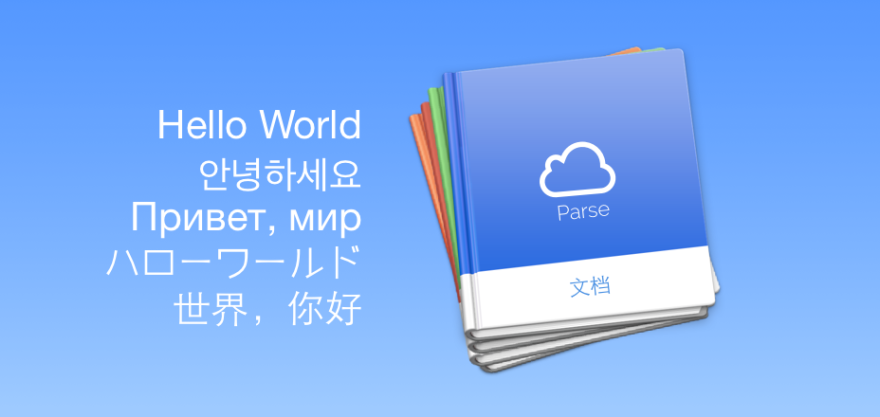 Hello World
안녕하세요
Привет, мир
ハローワールド
世界，你好
Parse
文档